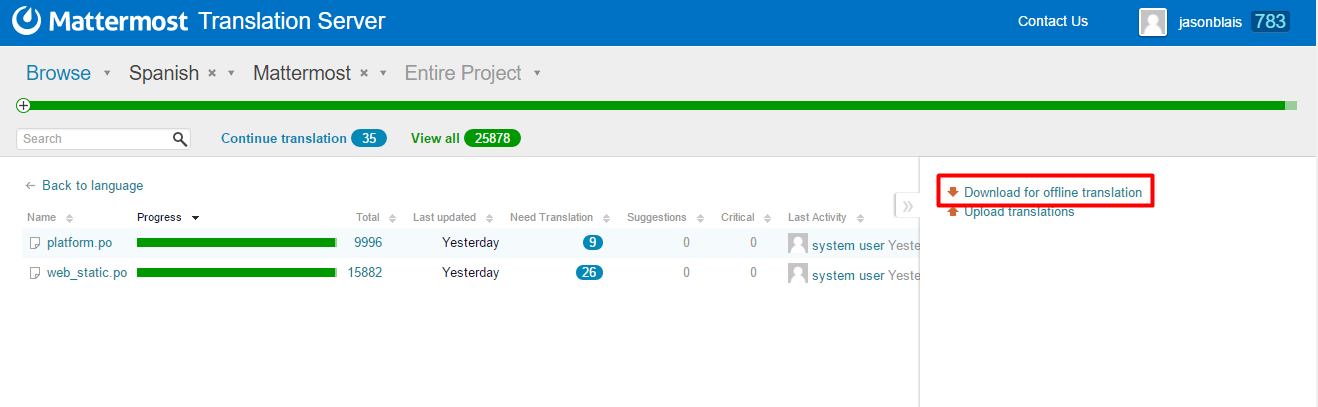 Mattermost Translation Server Contact Us jasonblais 783
Browse Spanish × Mattermost × Entire Project
Search Continue translation 35 View all 25878
← Back to language
Download for offline translation
Upload translations
Name Progress Total Last updated Need Translation Suggestions Critical Last Activity
platform.po 9996 Yesterday 9 0 0 system user Yeste
web_static.po 15882 Yesterday 26 0 0 system user Yeste